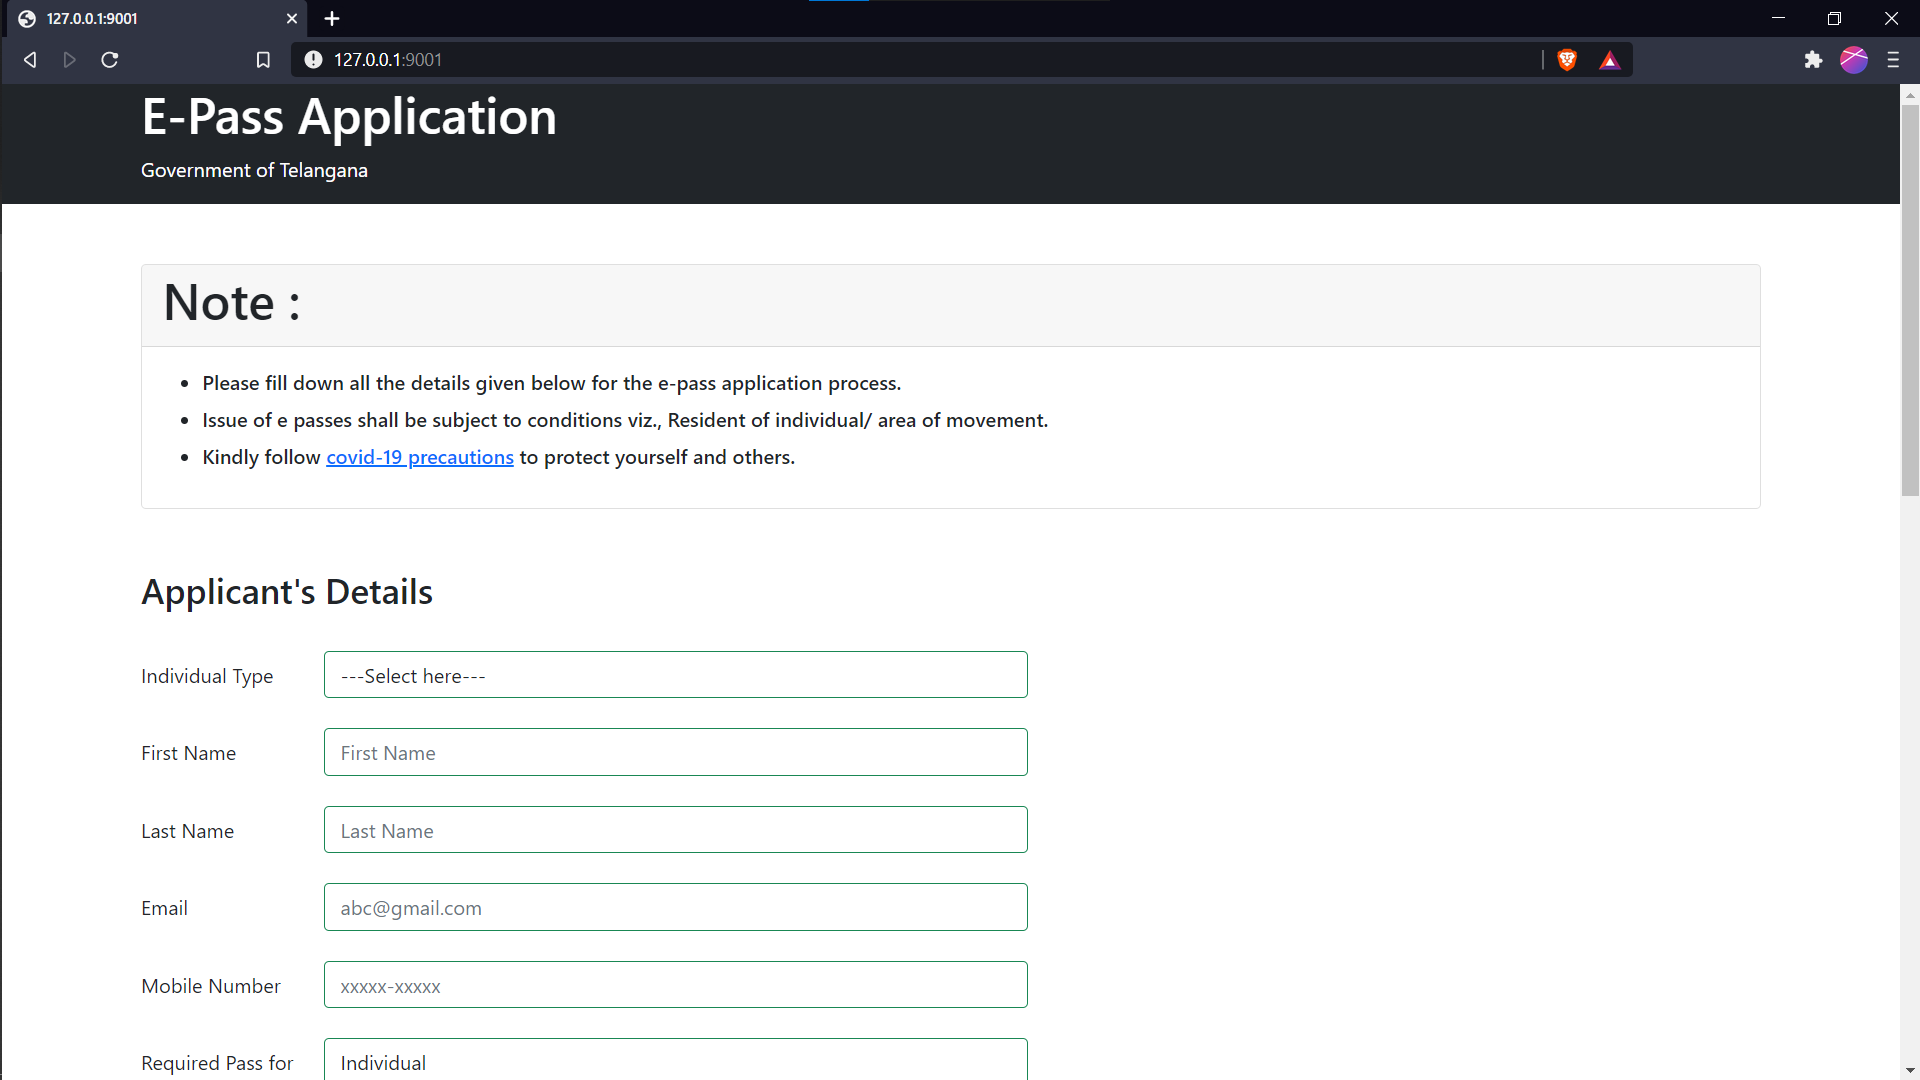 127.0.0.1:9001
127.0.0.1:9001
E-Pass Application
Government of Telangana
Note :
Please fill down all the details given below for the e-pass application process.
Issue of e passes shall be subject to conditions viz., Resident of individual/ area of movement.
Kindly follow covid-19 precautions to protect yourself and others.
Applicant's Details
Individual Type ---Select here---
First Name First Name
Last Name Last Name
Email abc@gmail.com
Mobile Number xxxxx-xxxxx
Required Pass for Individual